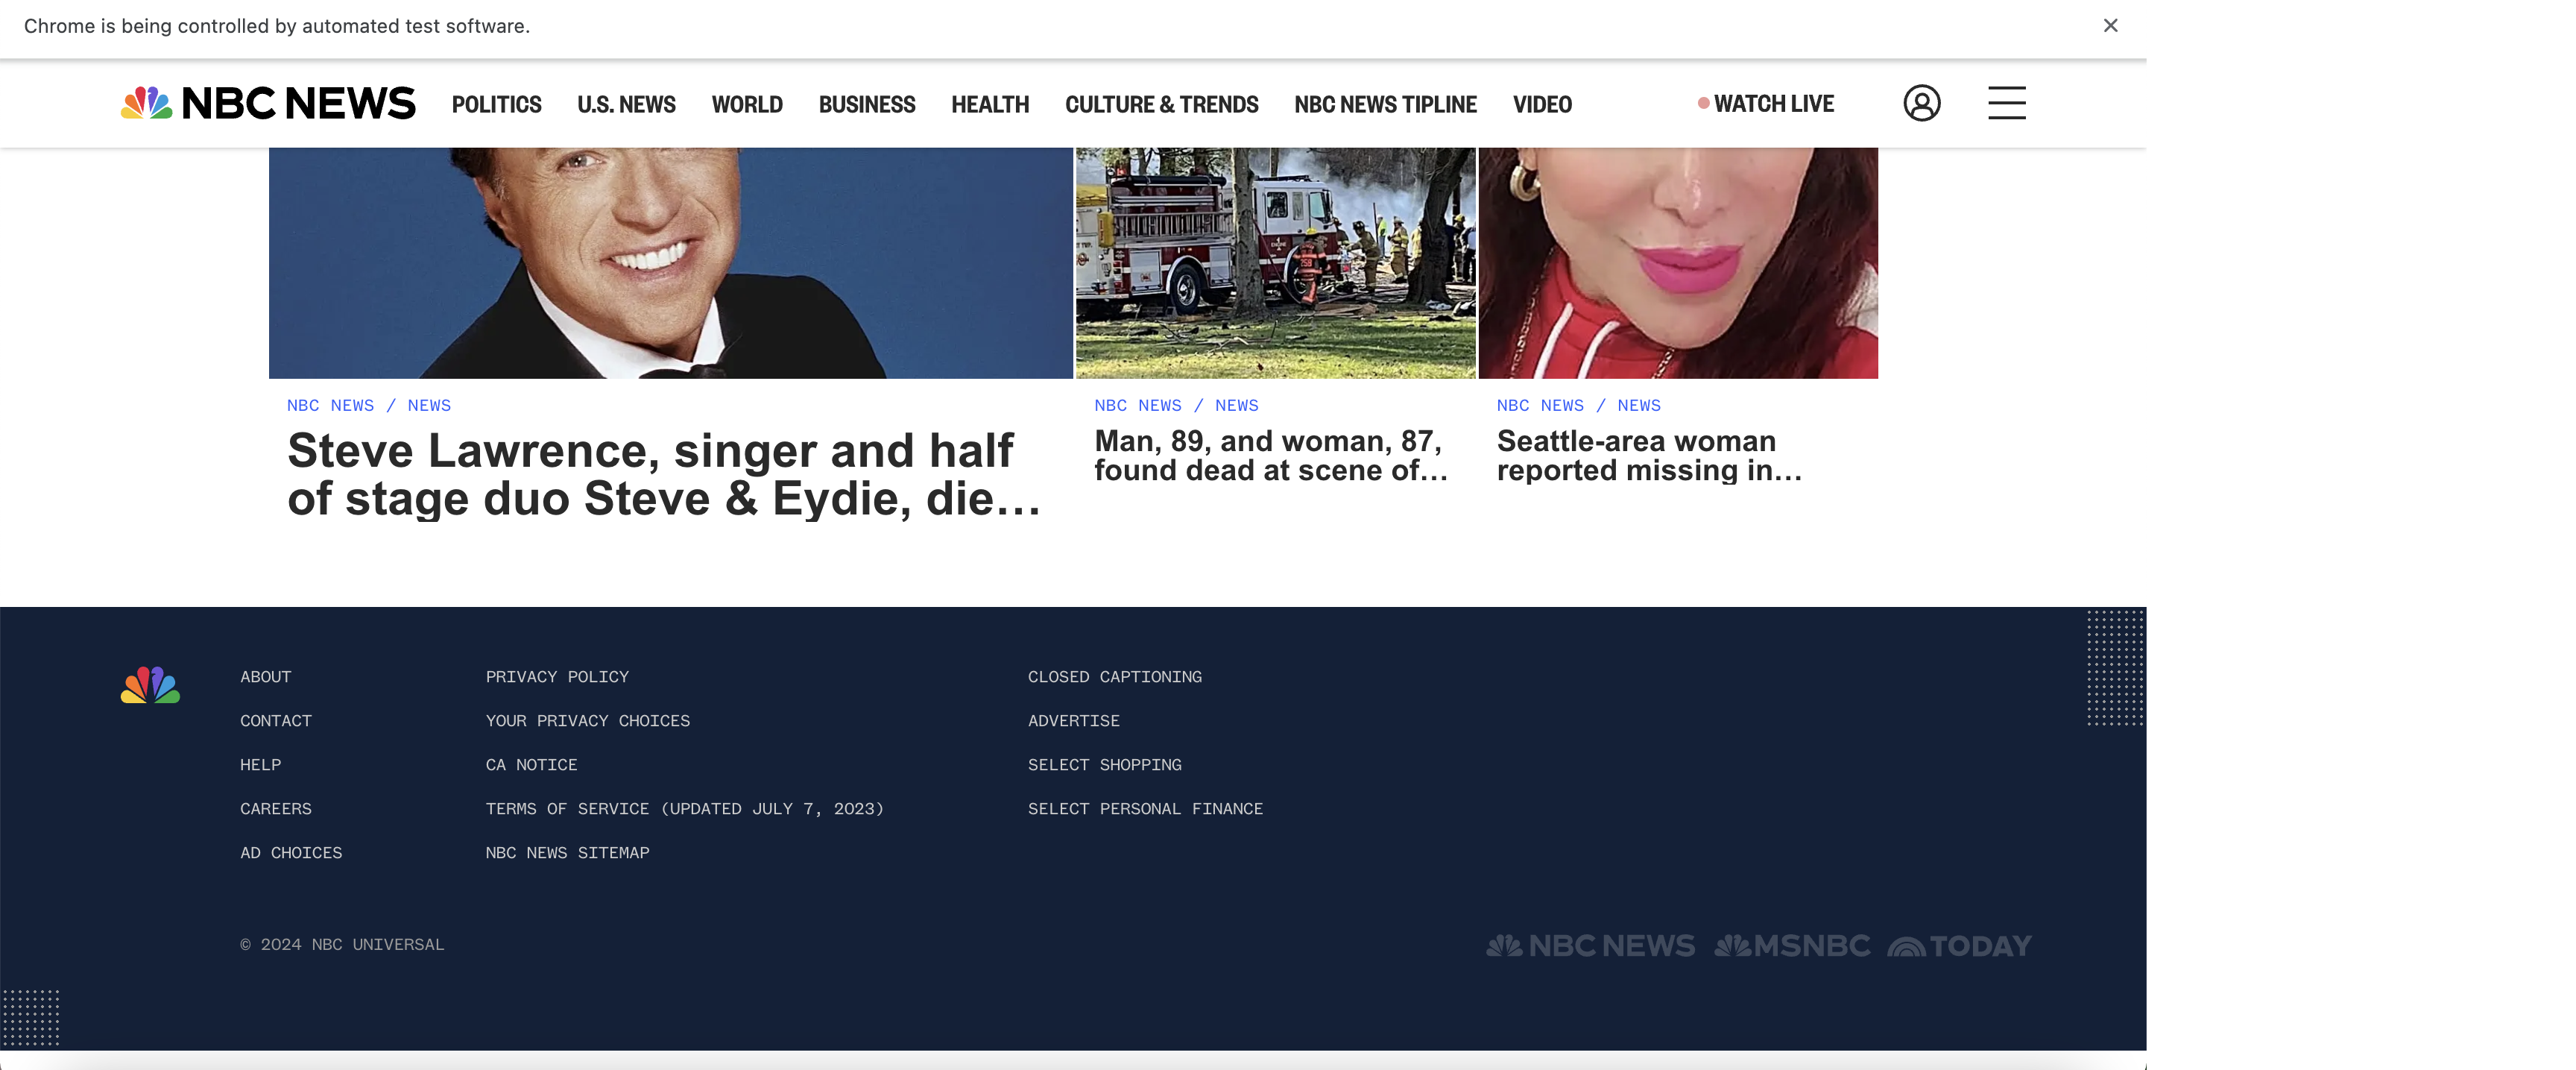 Chrome is being controlled by automated test software.
NBC NEWS POLITICS U.S. NEWS WORLD BUSINESS HEALTH CULTURE & TRENDS NBC NEWS TIPLINE VIDEO WATCH LIVE
NBC NEWS / NEWS
Steve Lawrence, singer and half
of stage duo Steve & Eydie, die...
NBC NEWS / NEWS
Man, 89, and woman, 87,
found dead at scene of...
NBC NEWS / NEWS
Seattle-area woman
reported missing in...
ABOUT
CONTACT
HELP
CAREERS
AD CHOICES
PRIVACY POLICY
YOUR PRIVACY CHOICES
CA NOTICE
TERMS OF SERVICE (UPDATED JULY 7, 2023)
NBC NEWS SITEMAP
CLOSED CAPTIONING
ADVERTISE
SELECT SHOPPING
SELECT PERSONAL FINANCE
© 2024 NBC UNIVERSAL
NBC NEWS MSNBC TODAY